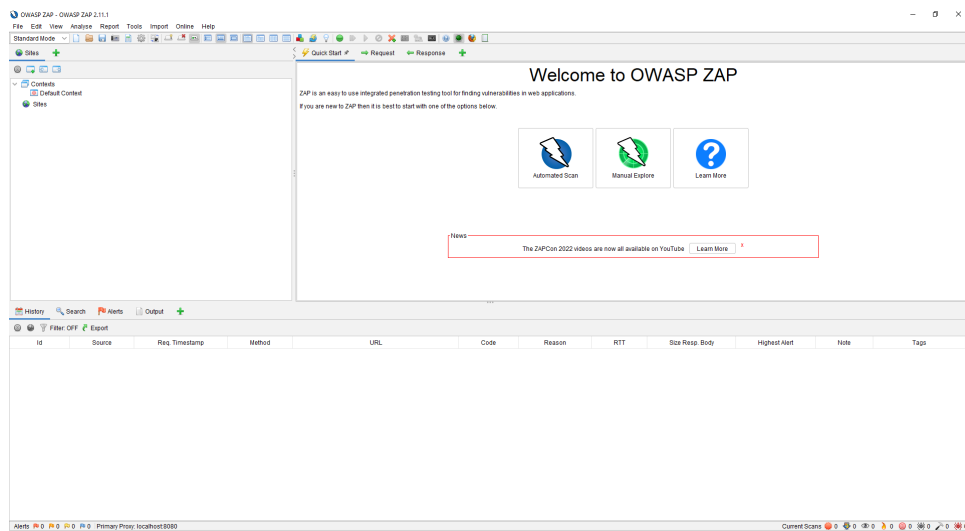 OWASP ZAP - OWASP ZAP 2.11.1
File Edit View Analyse Report Tools Import Online Help
Standard Mode
Sites
Quick Start Request Response
Contexts
Default Context
Sites
Welcome to OWASP ZAP
ZAP is an easy to use integrated penetration testing tool for finding vulnerabilities in web applications.
If you are new to ZAP then it is best to start with one of the options below.
Automated Scan Manual Explore Learn More
News
The ZAPCon 2022 videos are now all available on YouTube Learn More x
History Search Alerts Output
Filter: OFF Export
Id Source Req. Timestamp Method URL Code Reason RTT Size Resp. Body Highest Alert Note Tags
Alerts 0 0 0 0 Primary Proxy: localhost:8080 Current Scans 0 0 0 0 0 0 0